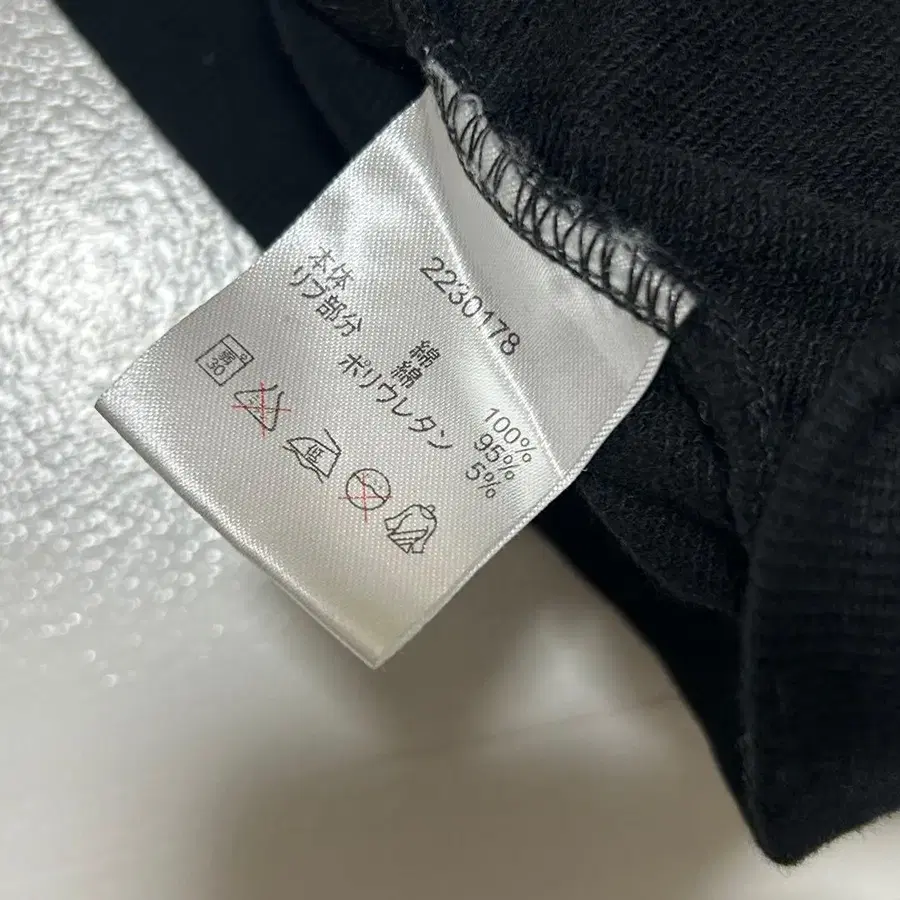 2230178
本体 綿 100%
リブ部分 綿 95%
ポリウレタン 5%
弱
30
低